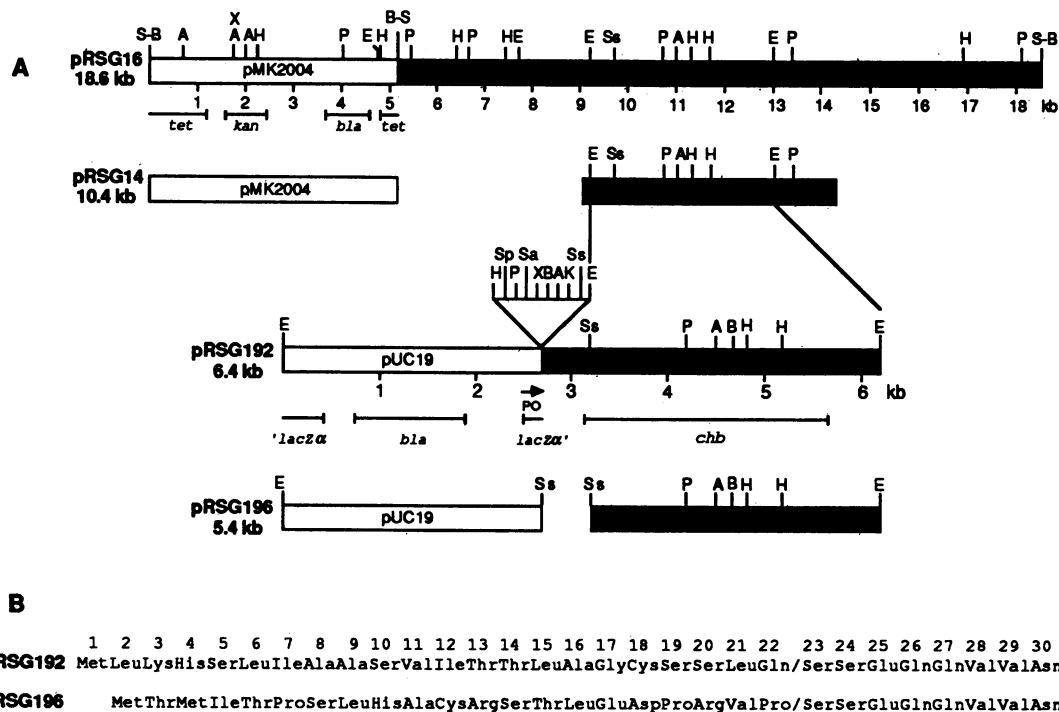 A
X B-S
S-B A A AH P E H P H P H E E Ss P A H H E P H P S-B
pRSG16
18.6 kb
pMK2004
1 2 3 4 5 6 7 8 9 10 11 12 13 14 15 16 17 18 kb
tet kan bla tet
E Ss P A H H E P
pRSG14
10.4 kb
pMK2004
Sp Sa Ss
H P X B A K E
E Ss P A B H H E
pRSG192
6.4 kb
pUC19
1 2 3 4 5 6 kb
PO
'lacZα bla lacZα' chb
E Ss Ss P A B H H E
pRSG196
5.4 kb
pUC19
B
1 2 3 4 5 6 7 8 9 10 11 12 13 14 15 16 17 18 19 20 21 22 23 24 25 26 27 28 29 30
RSG192 MetLeuLysHisSerLeuIleAlaAlaSerValIleThrThrLeuAlaGlyCysSerSerLeuGln/SerSerGluGlnGlnValValAsn
RSG196 MetThrMetIleThrProSerLeuHisAlaCysArgSerThrLeuGluAspProArgValPro/SerSerGluGlnGlnValValAsn